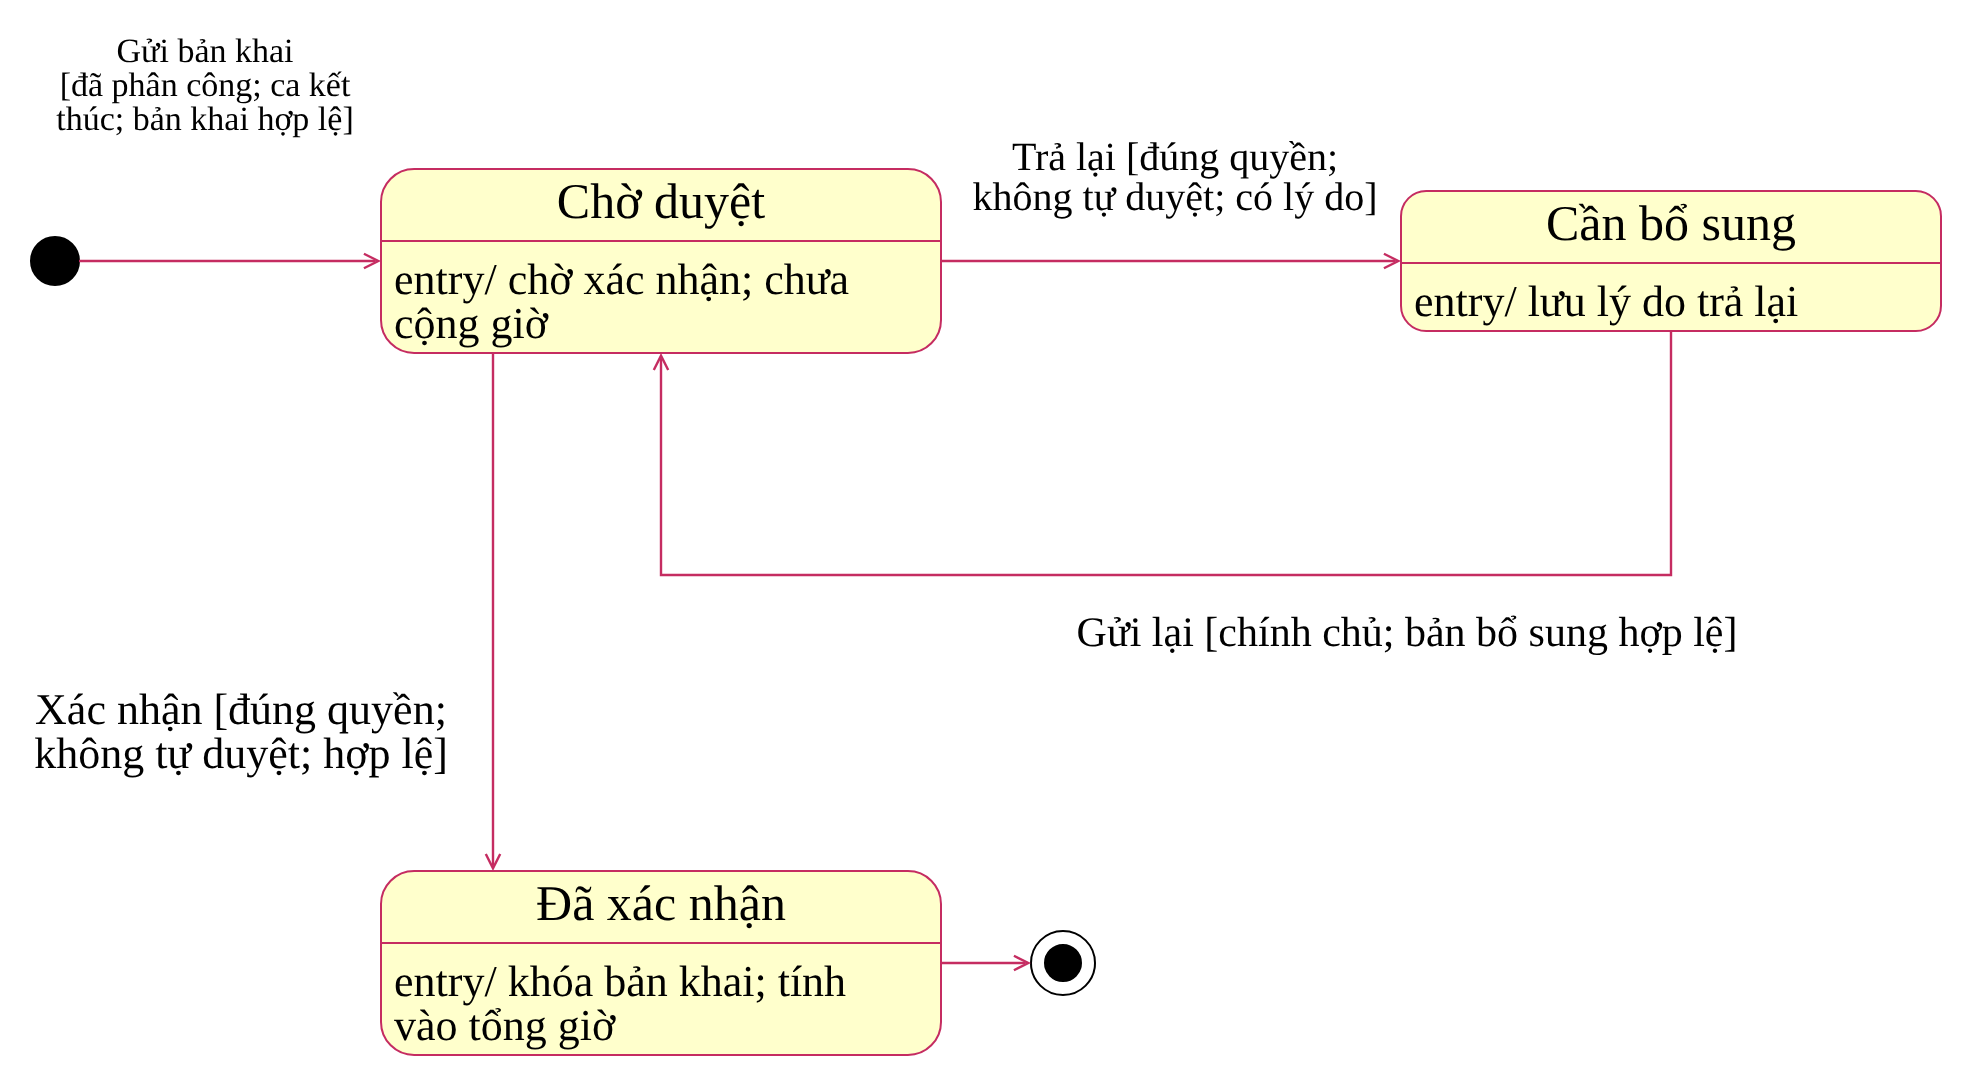 Gửi bản khai
[đã phân công; ca kết
thúc; bản khai hợp lệ]
Chờ duyệt
entry/ chờ xác nhận; chưa
cộng giờ
Trả lại [đúng quyền;
không tự duyệt; có lý do]
Cần bổ sung
entry/ lưu lý do trả lại
Gửi lại [chính chủ; bản bổ sung hợp lệ]
Xác nhận [đúng quyền;
không tự duyệt; hợp lệ]
Đã xác nhận
entry/ khóa bản khai; tính
vào tổng giờ